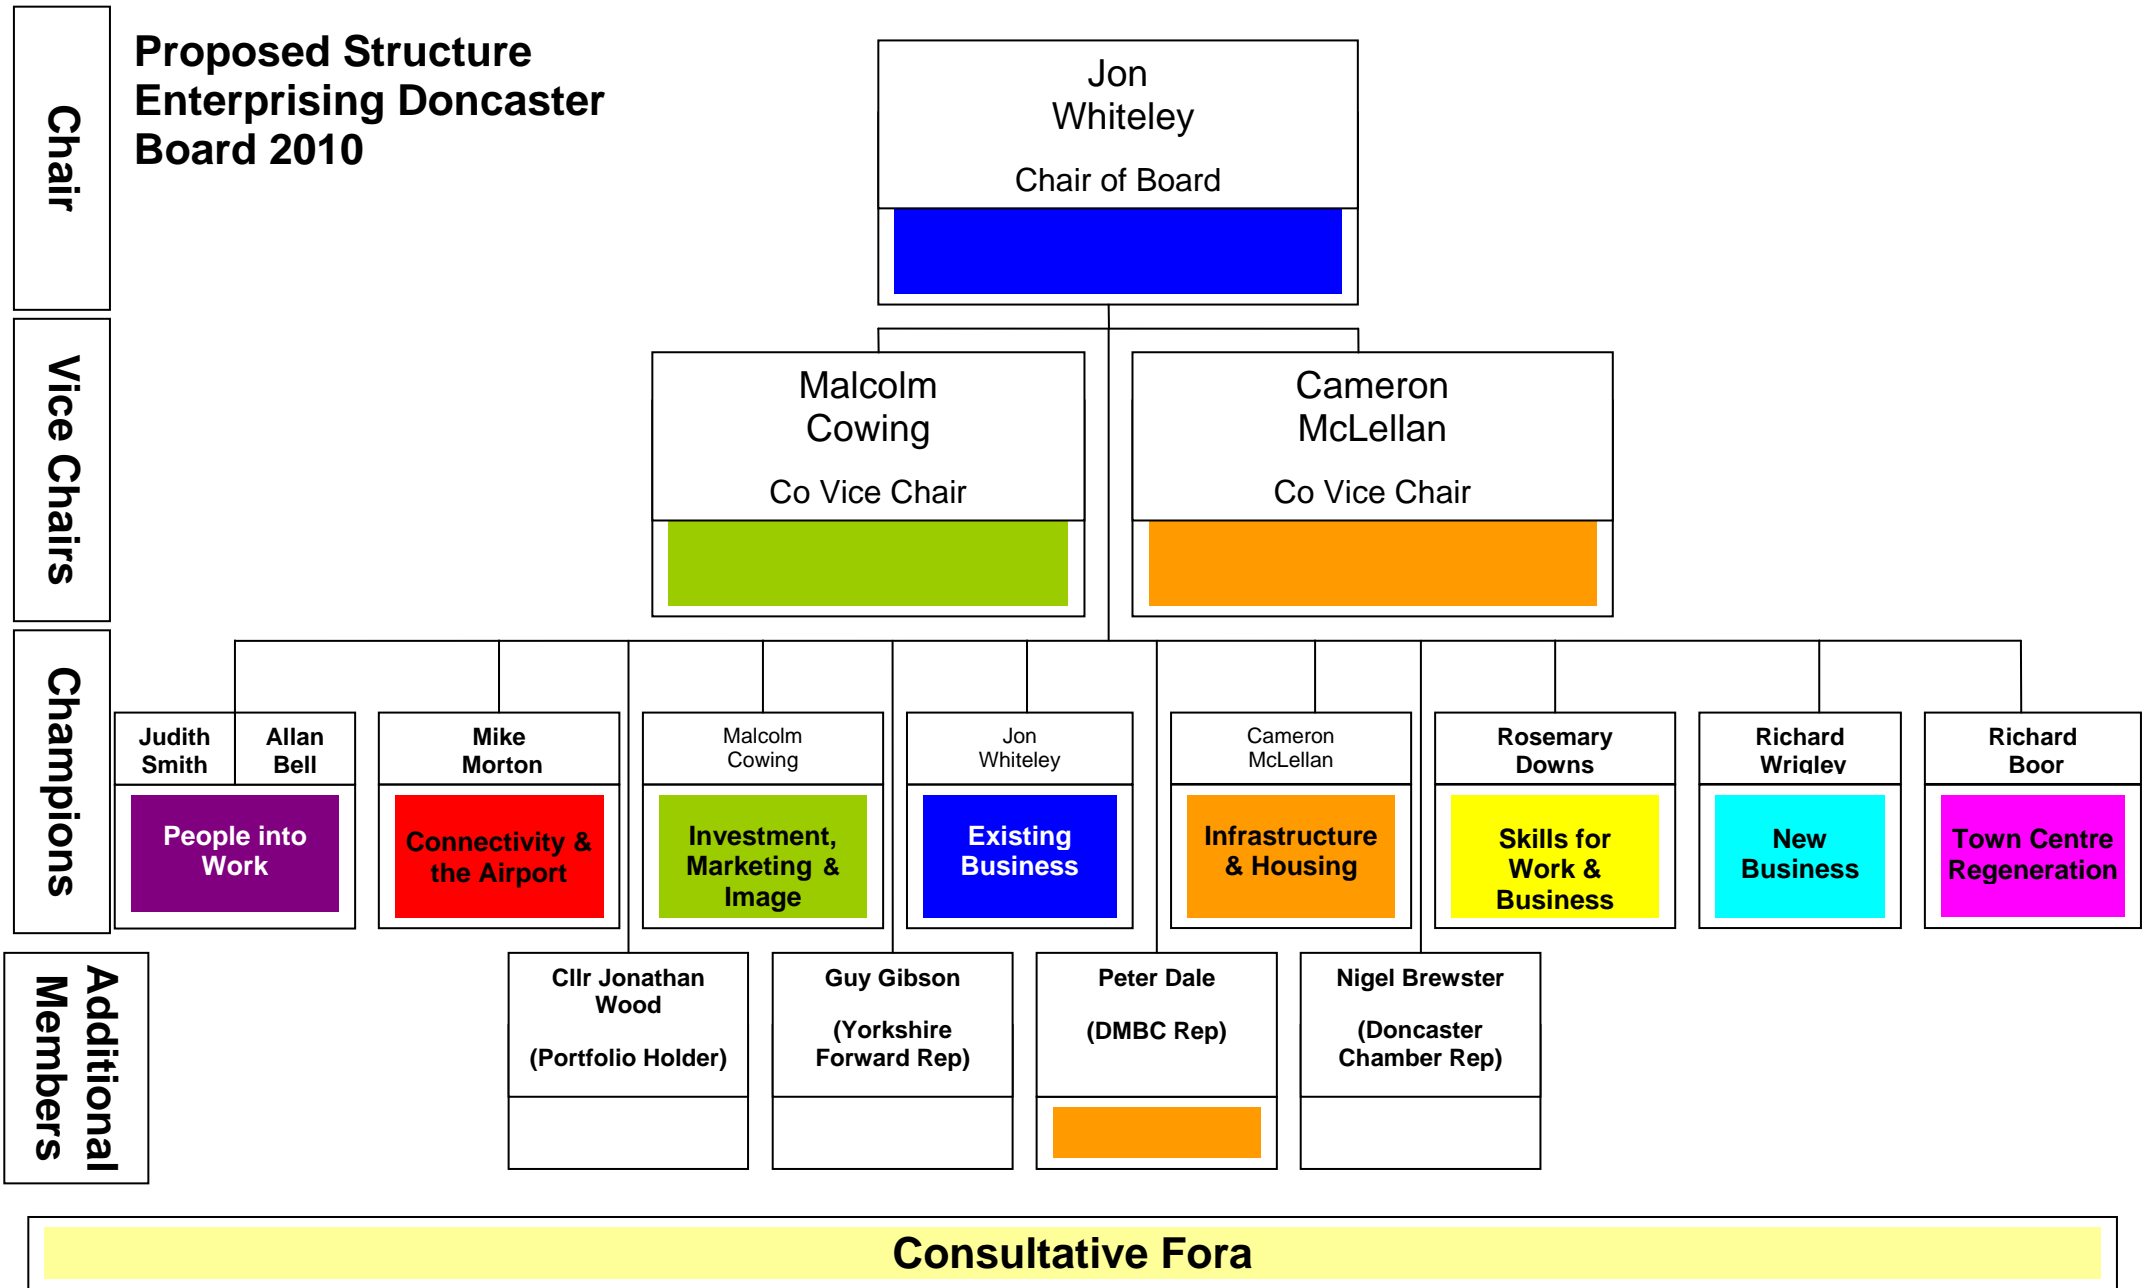 Proposed Structure
Enterprising Doncaster
Board 2010
Chair
Jon
Whiteley
Chair of Board
Vice Chairs
Malcolm
Cowing
Co Vice Chair
Cameron
McLellan
Co Vice Chair
Champions
Judith
Smith
Allan
Bell
People into
Work
Mike
Morton
Connectivity &
the Airport
Malcolm
Cowing
Investment,
Marketing &
Image
Jon
Whiteley
Existing
Business
Cameron
McLellan
Infrastructure
& Housing
Rosemary
Downs
Skills for
Work &
Business
Richard
Wrigley
New
Business
Richard
Boor
Town Centre
Regeneration
Additional
Members
Cllr Jonathan
Wood
(Portfolio Holder)
Guy Gibson
(Yorkshire
Forward Rep)
Peter Dale
(DMBC Rep)
Nigel Brewster
(Doncaster
Chamber Rep)
Consultative Fora